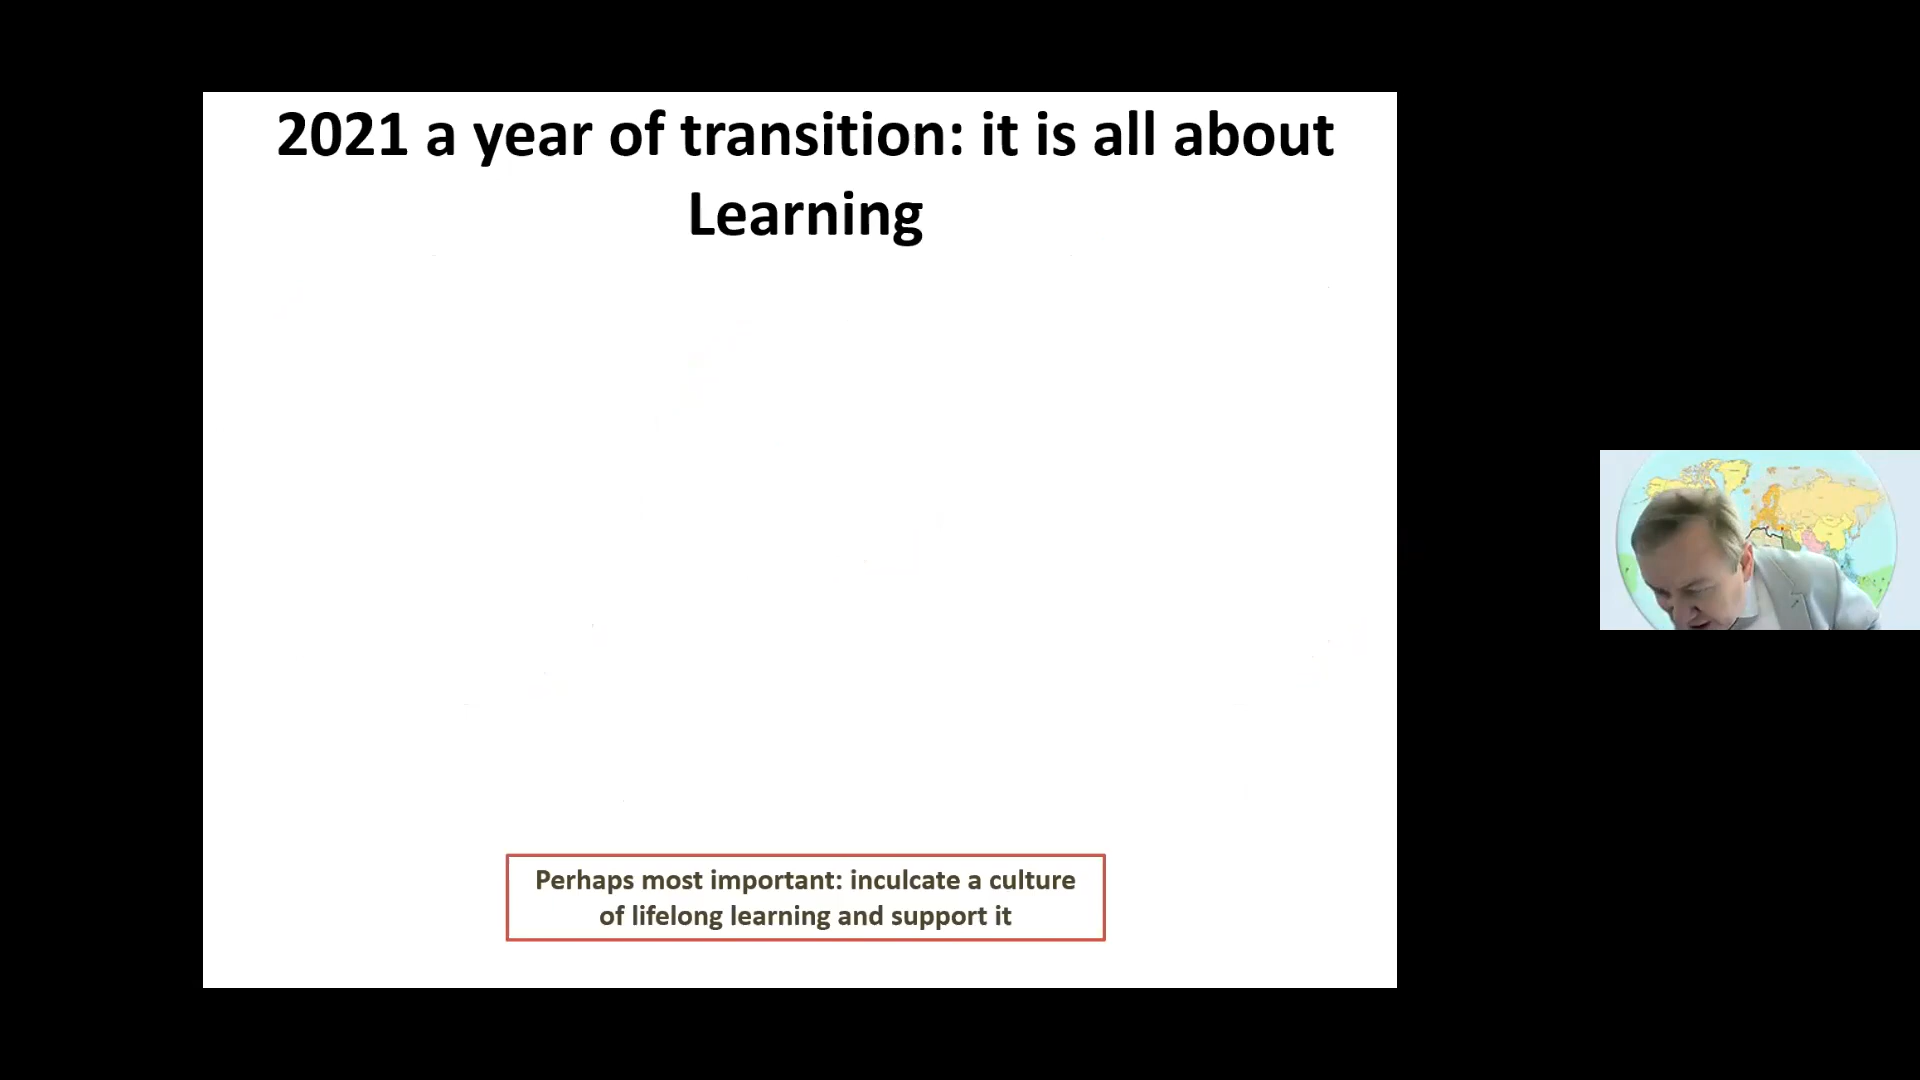 2021 a year of transition: it is all about
Learning
Perhaps most important: inculcate a culture
of lifelong learning and support it